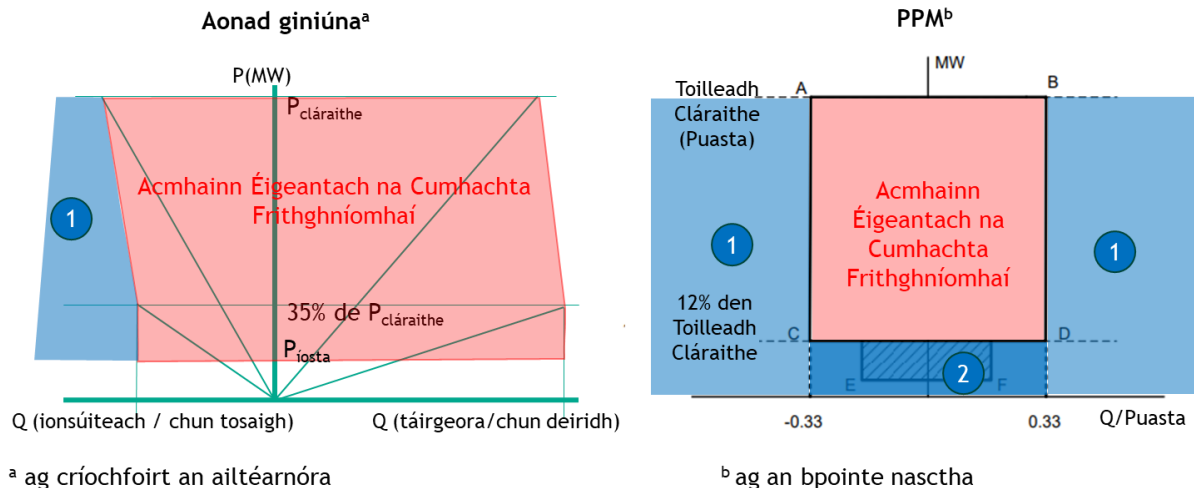 Aonad giniúnaᵃ
P(MW)
Pcláraithe
Acmhainn Éigeantach na Cumhachta
Frithghníomhaí
1
35% de Pcláraithe
Píosta
Q (ionsúiteach / chun tosaigh)
Q (táirgeora/chun deiridh)
ᵃ ag críochfoirt an ailtéarnóra
PPMᵇ
MW
Toilleadh
Cláraithe
(Puasta)
A
B
Acmhainn
Éigeantach na
Cumhachta
Frithghníomhaí
1
1
12% den
Toilleadh
Cláraithe
C
D
E
F
2
-0.33
0.33
Q/Puasta
ᵇ ag an bpointe nasctha